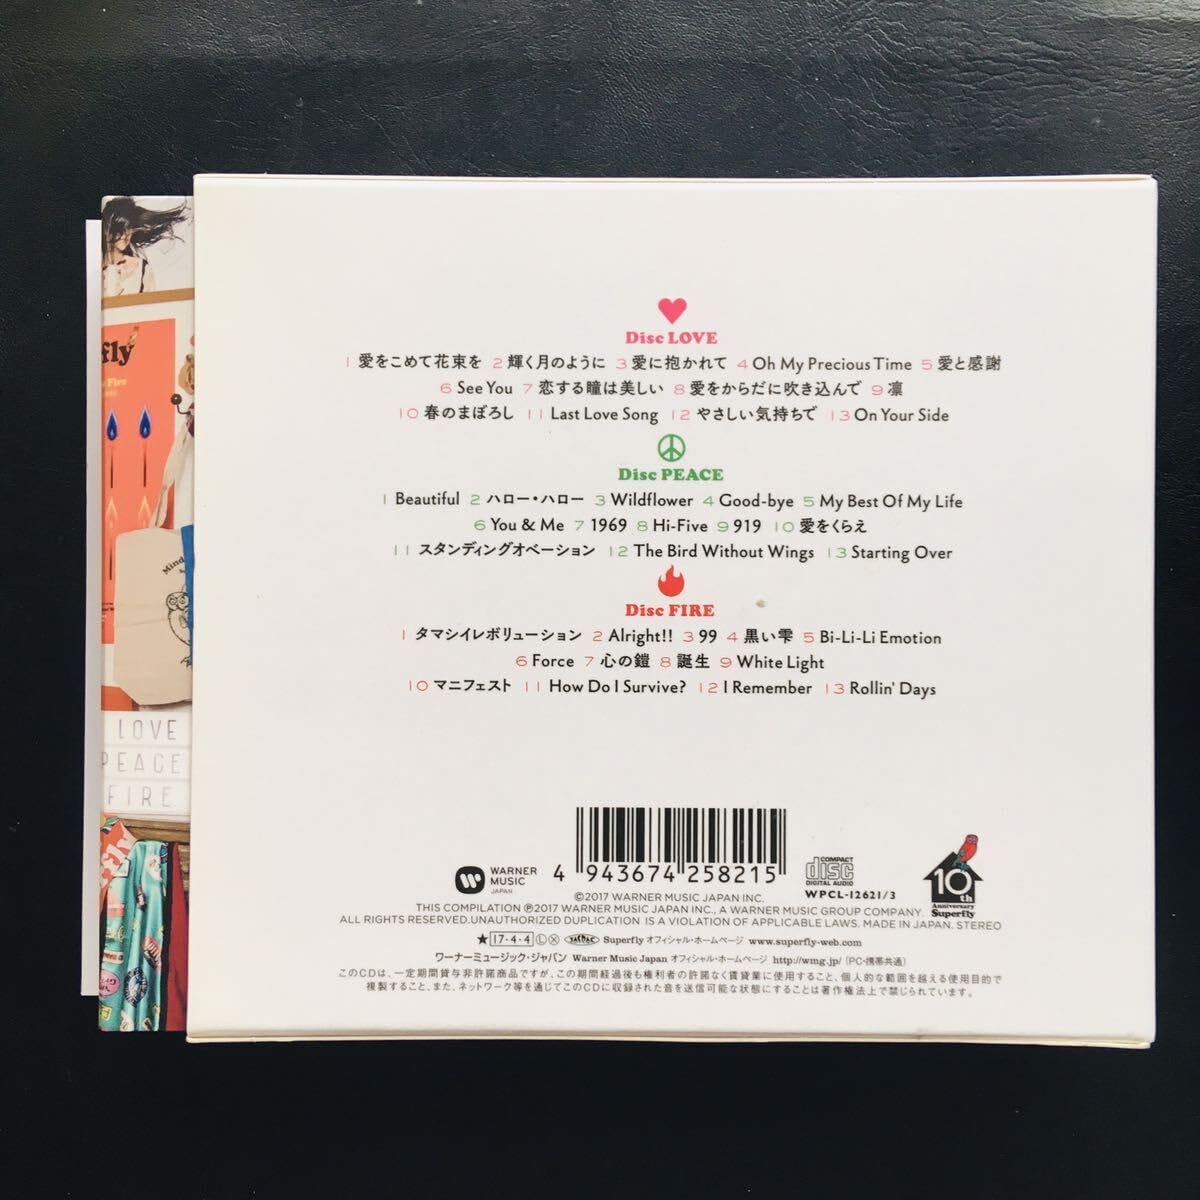 fly
Fire
Mind
LOVE
PEACE
FIRE
Disc LOVE
1 愛をこめて花束を 2 輝く月のように 3 愛に抱かれて 4 Oh My Precious Time 5 愛と感謝
6 See You 7 恋する瞳は美しい 8 愛をからだに吹き込んで 9 凛
10 春のまぼろし 11 Last Love Song 12 やさしい気持ちで 13 On Your Side
Disc PEACE
1 Beautiful 2 ハロー・ハロー 3 Wildflower 4 Good-bye 5 My Best Of My Life
6 You & Me 7 1969 8 Hi-Five 9 919 10 愛をくらえ
11 スタンディングオベーション 12 The Bird Without Wings 13 Starting Over
Disc FIRE
1 タマシイレボリューション 2 Alright!! 3 99 4 黒い雫 5 Bi-Li-Li Emotion
6 Force 7 心の鎧 8 誕生 9 White Light
10 マニフェスト 11 How Do I Survive? 12 I Remember 13 Rollin' Days
WARNER
MUSIC
JAPAN
4 943674 258215
COMPACT
disc
DIGITAL AUDIO
WPCL-12621/3
10th
Anniversary
Superfly
©2017 WARNER MUSIC JAPAN INC.
THIS COMPILATION ℗2017 WARNER MUSIC JAPAN INC., A WARNER MUSIC GROUP COMPANY.
ALL RIGHTS RESERVED.UNAUTHORIZED DUPLICATION IS A VIOLATION OF APPLICABLE LAWS. MADE IN JAPAN. STEREO
★17・4・4 Ⓛ ⓧ JASRAC Superfly オフィシャル・ホームページ www.superfly-web.com
ワーナーミュージック・ジャパン Warner Music Japan オフィシャル・ホームページ http://wmg.jp/ [PC・携帯共通]
このCDは、一定期間貸与非許諾商品ですが、この期間経過後も権利者の許諾なく賃貸業に使用すること、個人的な範囲を越える使用目的で
複製すること、また、ネットワーク等を通じてこのCDに収録された音を送信可能な状態にすることは著作権法上で禁じられています。